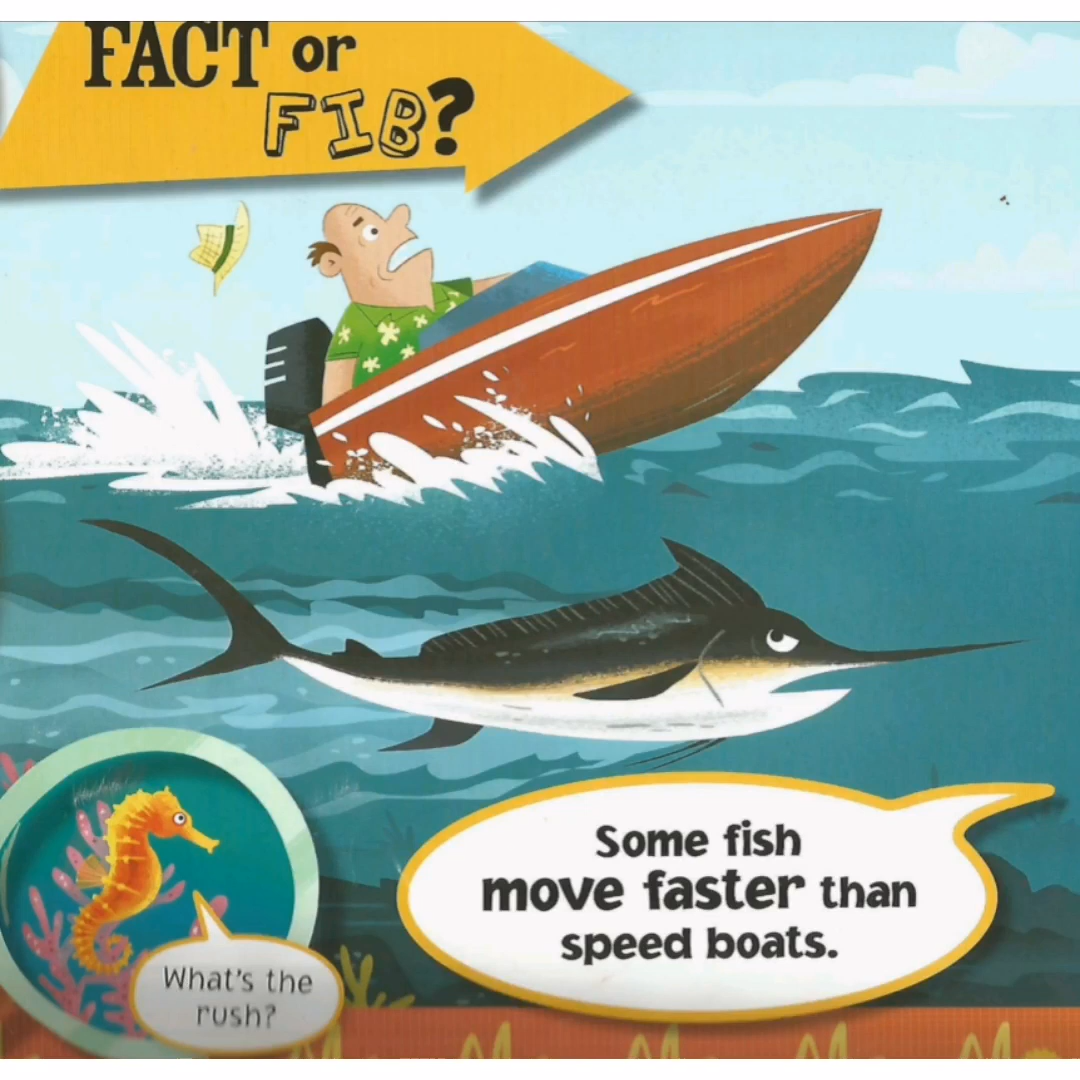 FACT or
FIB?
Some fish
move faster than
speed boats.
What's the
rush?